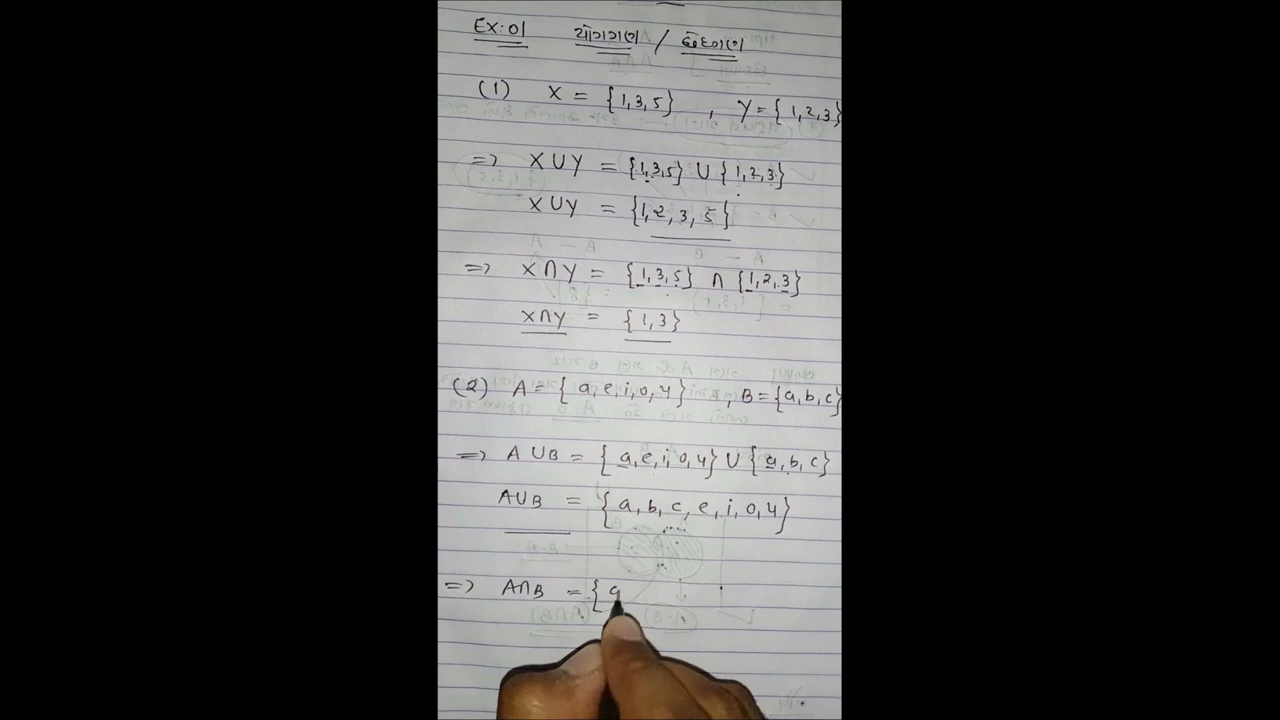 Ex:01 યોગગણ / છેદગણ
(1) X = {1,3,5} , Y = {1,2,3}
=> X∪Y = {1,3,5} ∪ {1,2,3}
X∪Y = {1,2,3,5}
=> X∩Y = {1,3,5} ∩ {1,2,3}
X∩Y = {1,3}
(2) A = {a,e,i,o,u} , B = {a,b,c}
=> A∪B = {a,e,i,o,u} ∪ {a,b,c}
A∪B = {a,b,c,e,i,o,u}
=> A∩B = {a